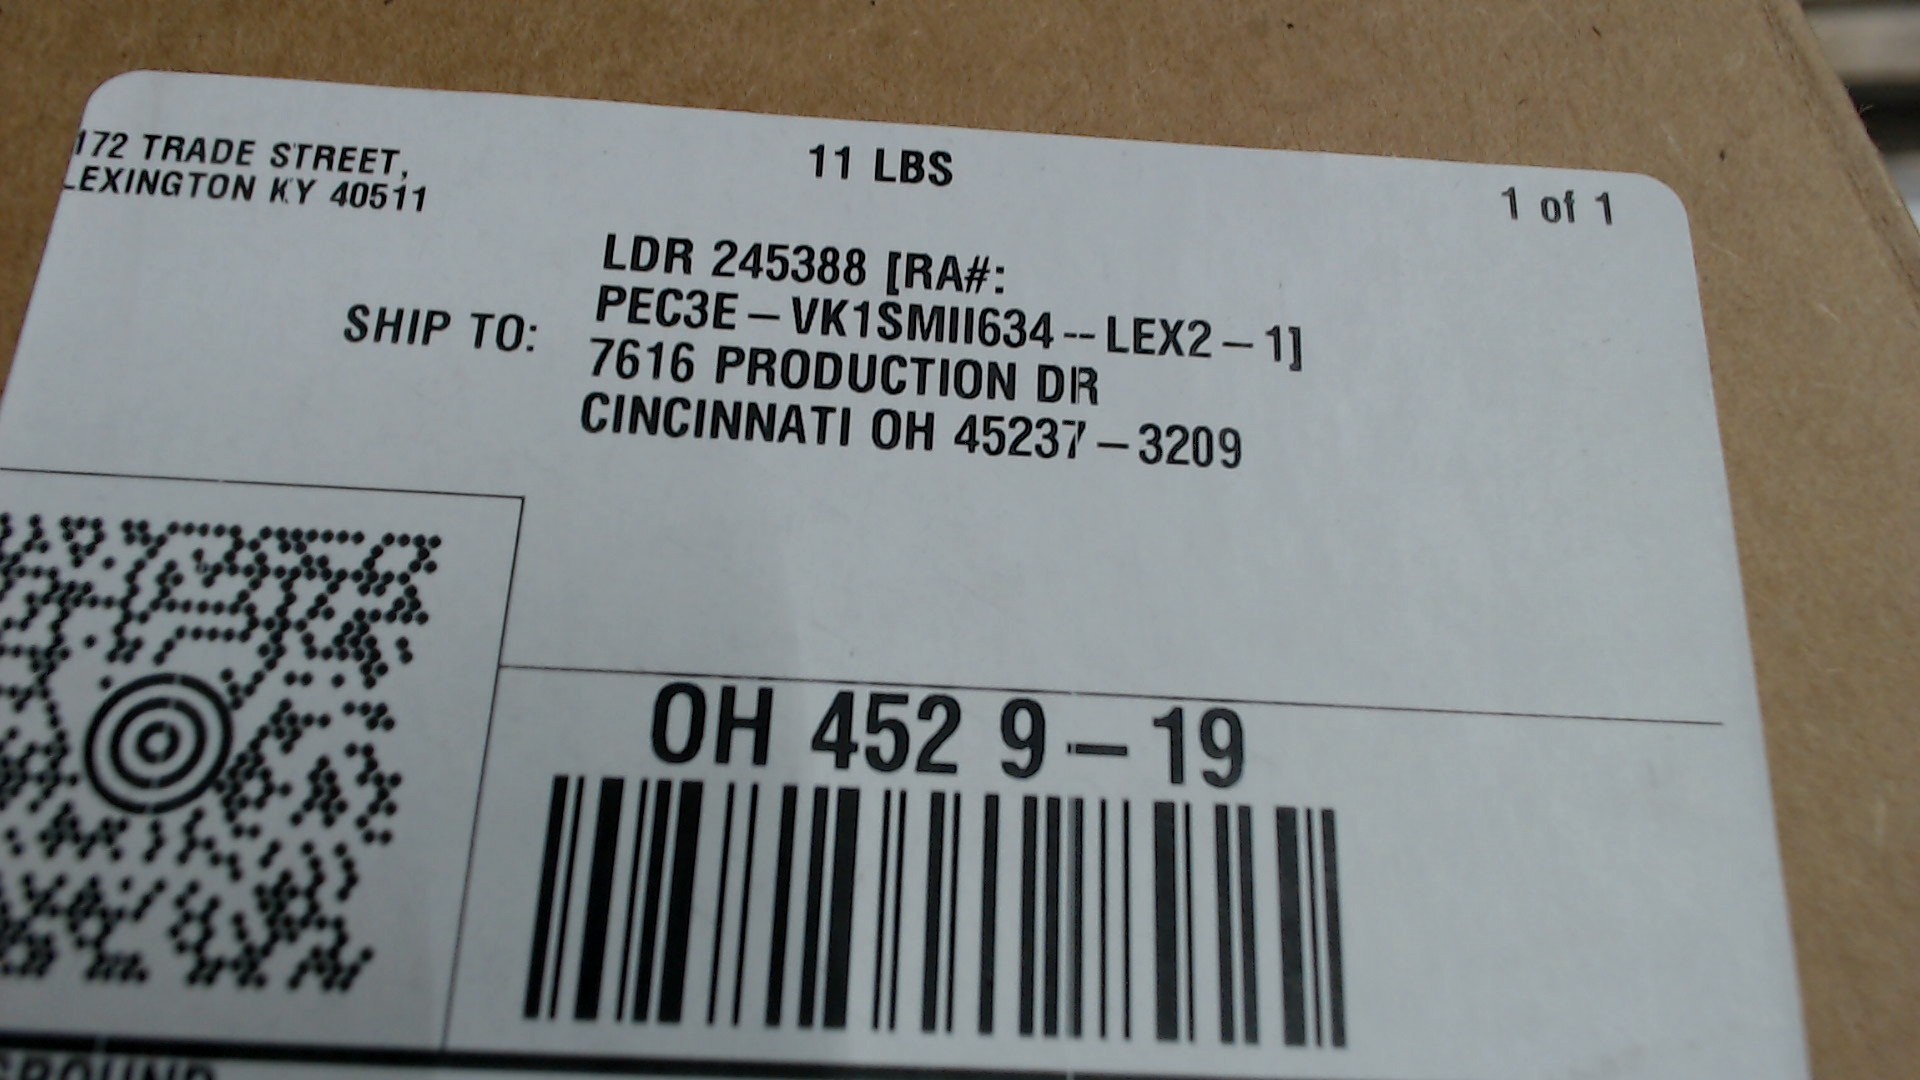 172 TRADE STREET,
LEXINGTON KY 40511
11 LBS
1 of 1
SHIP TO:
LDR 245388 [RA#:
PEC3E-VK1SMII634--LEX2-1]
7616 PRODUCTION DR
CINCINNATI OH 45237-3209
OH 452 9-19
GROUND